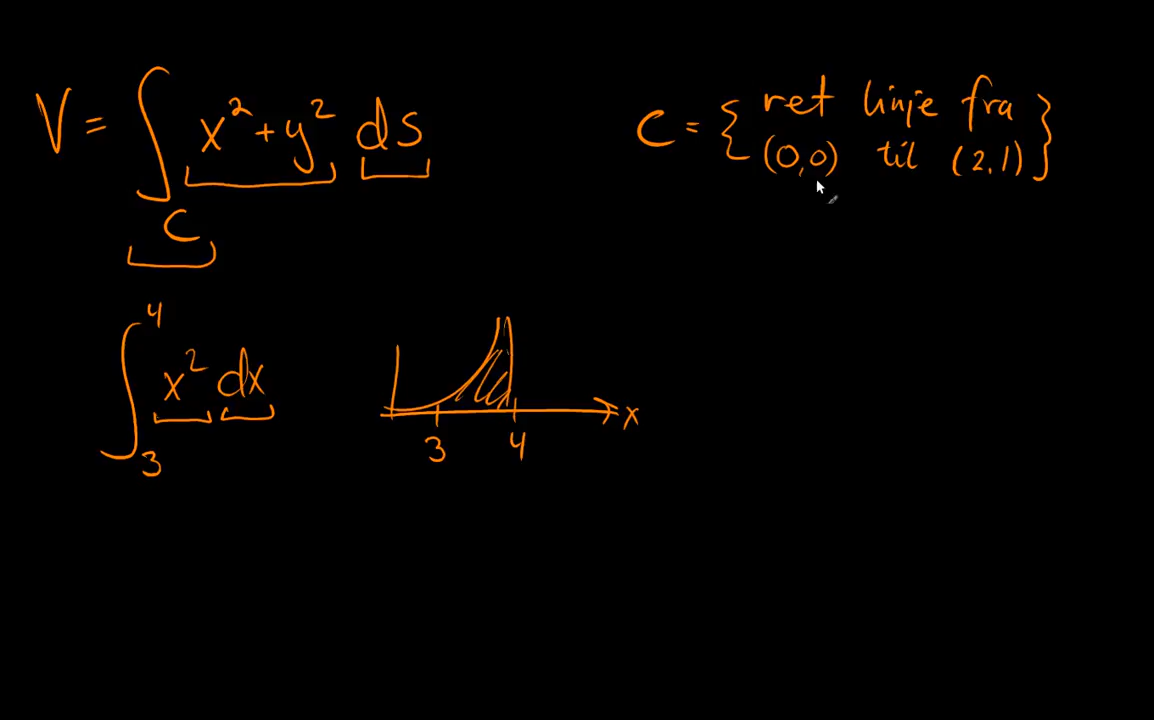 V = ∫_C x² + y² ds
C = { ret linje fra
(0,0) til (2,1) }
∫_3^4 x² dx
x
3 4